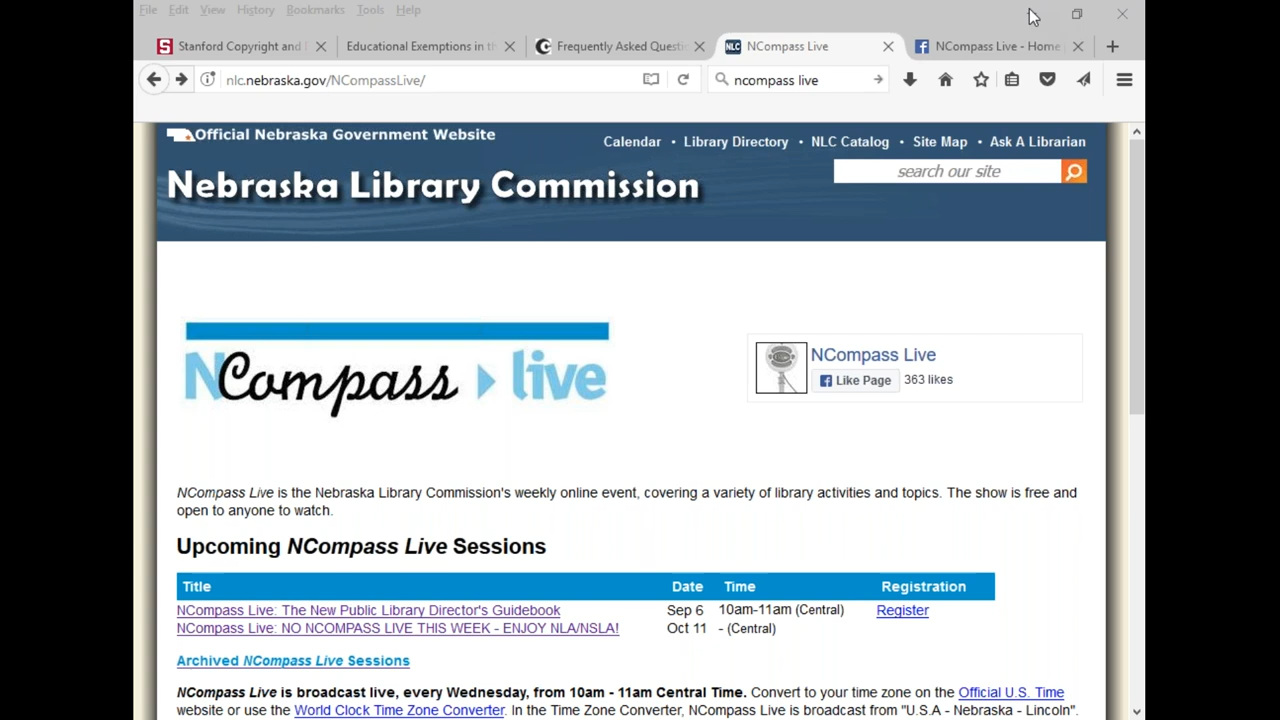 File Edit View History Bookmarks Tools Help
Stanford Copyright and Educational Exemptions in th Frequently Asked Questic NLC NCompass Live NCompass Live - Home
nlc.nebraska.gov/NCompassLive/ ncompass live
Official Nebraska Government Website
Calendar • Library Directory • NLC Catalog • Site Map • Ask A Librarian
Nebraska Library Commission
search our site
NCompass live
NCompass Live
Like Page 363 likes
NCompass Live is the Nebraska Library Commission's weekly online event, covering a variety of library activities and topics. The show is free and
open to anyone to watch.
Upcoming NCompass Live Sessions
Title Date Time Registration
NCompass Live: The New Public Library Director's Guidebook Sep 6 10am-11am (Central) Register
NCompass Live: NO NCOMPASS LIVE THIS WEEK - ENJOY NLA/NSLA! Oct 11 - (Central)
Archived NCompass Live Sessions
NCompass Live is broadcast live, every Wednesday, from 10am - 11am Central Time. Convert to your time zone on the Official U.S. Time
website or use the World Clock Time Zone Converter. In the Time Zone Converter, NCompass Live is broadcast from "U.S.A - Nebraska - Lincoln".